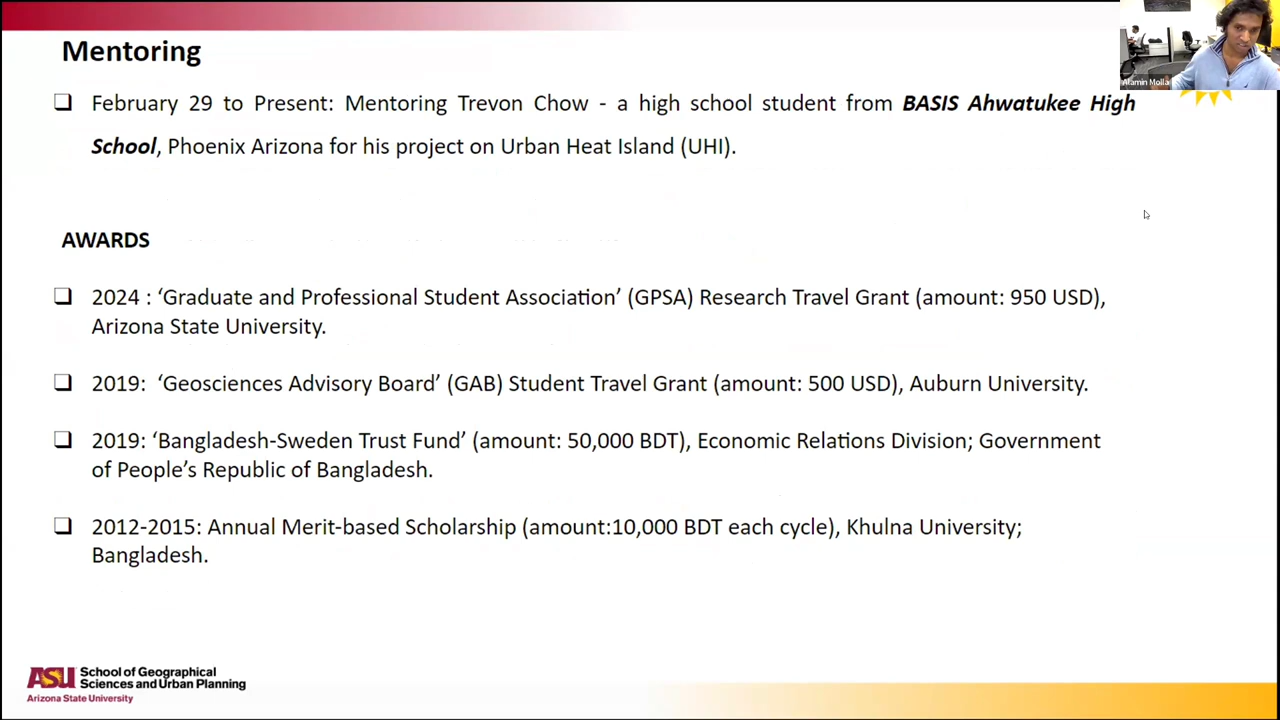 Mentoring
❑ February 29 to Present: Mentoring Trevon Chow - a high school student from BASIS Ahwatukee High
School, Phoenix Arizona for his project on Urban Heat Island (UHI).
AWARDS
❑ 2024 : ‘Graduate and Professional Student Association’ (GPSA) Research Travel Grant (amount: 950 USD),
Arizona State University.
❑ 2019: ‘Geosciences Advisory Board’ (GAB) Student Travel Grant (amount: 500 USD), Auburn University.
❑ 2019: ‘Bangladesh-Sweden Trust Fund’ (amount: 50,000 BDT), Economic Relations Division; Government
of People’s Republic of Bangladesh.
❑ 2012-2015: Annual Merit-based Scholarship (amount:10,000 BDT each cycle), Khulna University;
Bangladesh.
Alamin Molla
ASU School of Geographical
Sciences and Urban Planning
Arizona State University